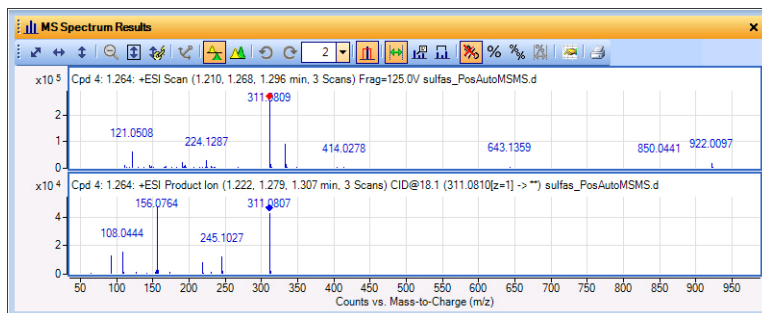 MS Spectrum Results
2
x10 5 Cpd 4: 1.264: +ESI Scan (1.210, 1.268, 1.296 min, 3 Scans) Frag=125.0V sulfas_PosAutoMSMS.d
311.0809
2
1
0
121.0508 224.1287 414.0278 643.1359 850.0441 922.0097
x10 4 Cpd 4: 1.264: +ESI Product Ion (1.222, 1.279, 1.307 min, 3 Scans) CID@18.1 (311.0810[z=1] -> **) sulfas_PosAutoMSMS.d
156.0764 311.0807
4
2
0
108.0444 245.1027
50 100 150 200 250 300 350 400 450 500 550 600 650 700 750 800 850 900 950
Counts vs. Mass-to-Charge (m/z)